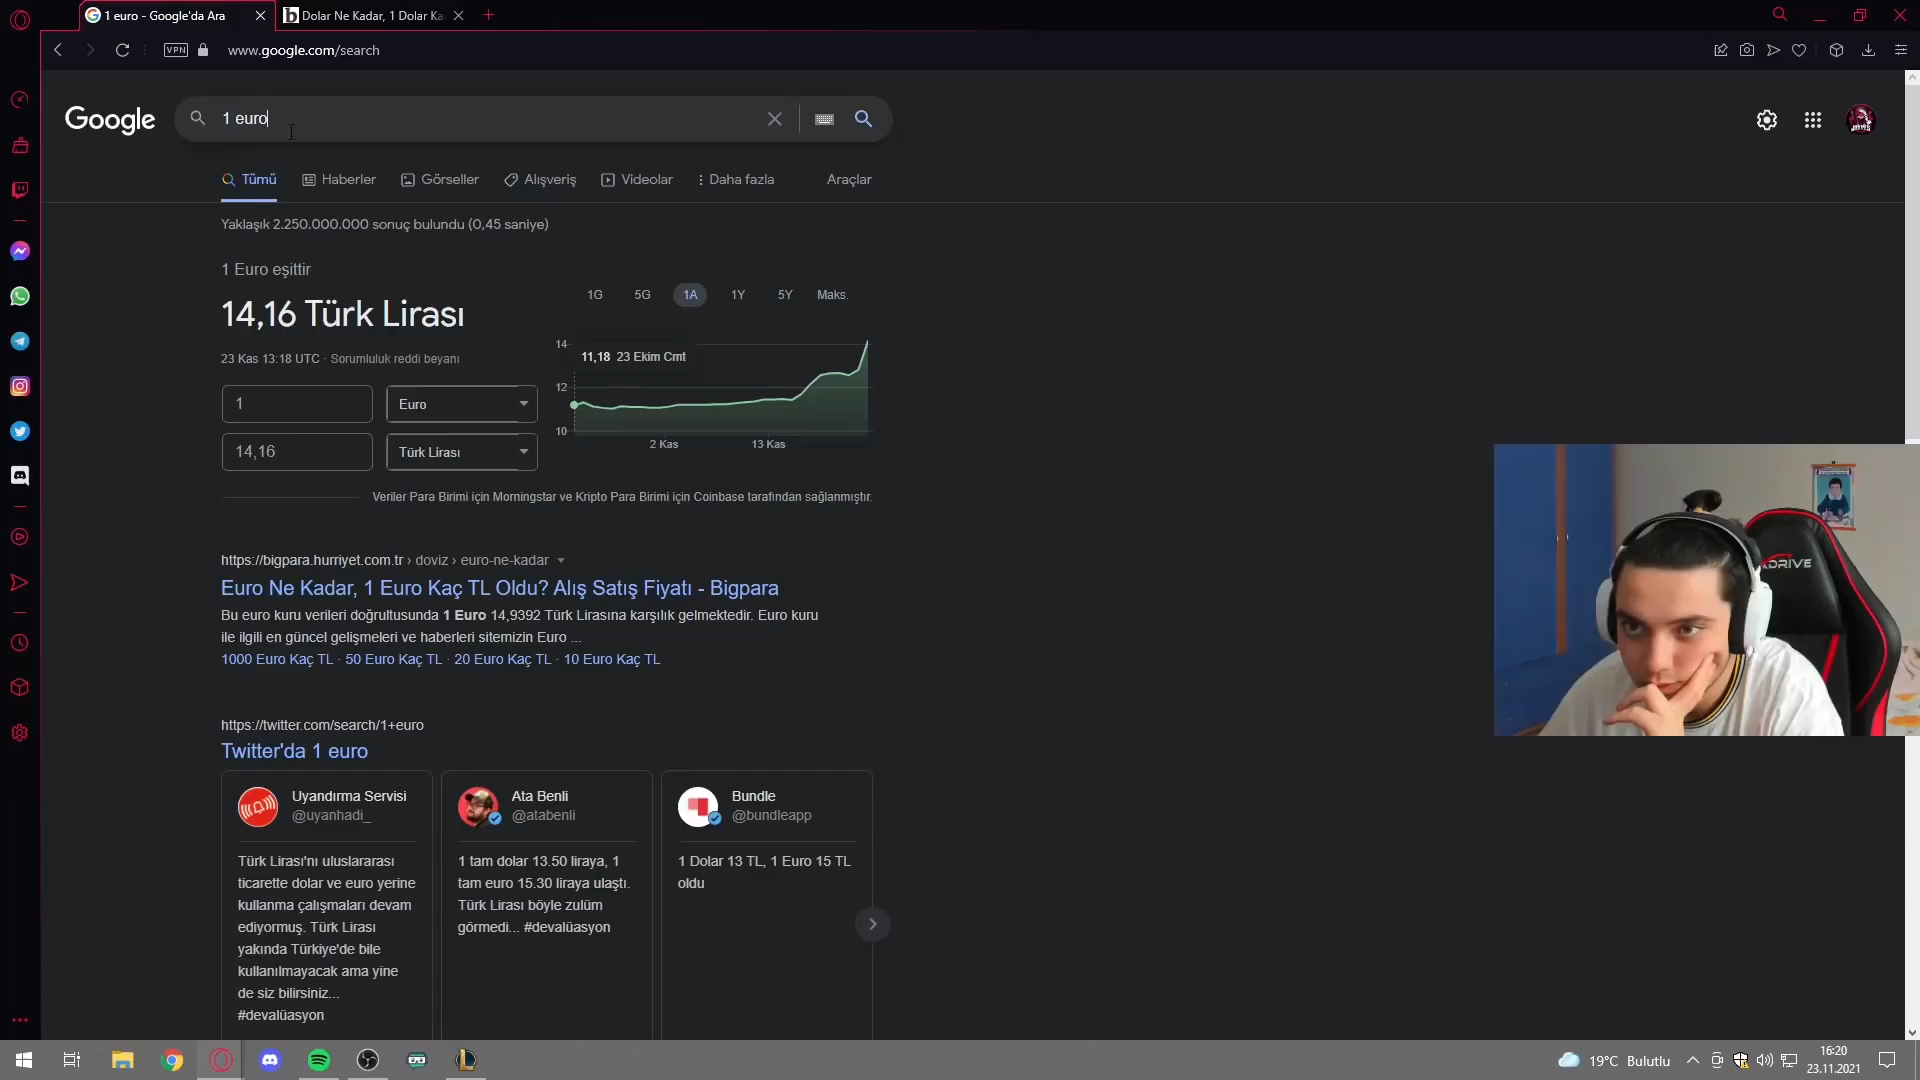 1 euro - Google'da Ara
Dolar Ne Kadar, 1 Dolar Ka
VPN
www.google.com/search
Google
1 euro
Tümü
Haberler
Görseller
Alışveriş
Videolar
Daha fazla
Araçlar
Yaklaşık 2.250.000.000 sonuç bulundu (0,45 saniye)
1 Euro eşittir
14,16 Türk Lirası
23 Kas 13:18 UTC · Sorumluluk reddi beyanı
1
Euro
14,16
Türk Lirası
1G
5G
1A
1Y
5Y
Maks.
14
11,18 23 Ekim Cmt
12
10
2 Kas
13 Kas
Veriler Para Birimi için Morningstar ve Kripto Para Birimi için Coinbase tarafından sağlanmıştır.
https://bigpara.hurriyet.com.tr › doviz › euro-ne-kadar
Euro Ne Kadar, 1 Euro Kaç TL Oldu? Alış Satış Fiyatı - Bigpara
Bu euro kuru verileri doğrultusunda 1 Euro 14,9392 Türk Lirasına karşılık gelmektedir. Euro kuru
ile ilgili en güncel gelişmeleri ve haberleri sitemizin Euro ...
1000 Euro Kaç TL · 50 Euro Kaç TL · 20 Euro Kaç TL · 10 Euro Kaç TL
https://twitter.com/search/1+euro
Twitter'da 1 euro
Uyandırma Servisi
@uyanhadi_
Türk Lirası'nı uluslararası
ticarette dolar ve euro yerine
kullanma çalışmaları devam
ediyormuş. Türk Lirası
yakında Türkiye'de bile
kullanılmayacak ama yine
de siz bilirsiniz...
#devalüasyon
Ata Benli
@atabenli
1 tam dolar 13.50 liraya, 1
tam euro 15.30 liraya ulaştı.
Türk Lirası böyle zulüm
görmedi... #devalüasyon
Bundle
@bundleapp
1 Dolar 13 TL, 1 Euro 15 TL
oldu
XDRIVE
19°C Bulutlu
16:20
23.11.2021